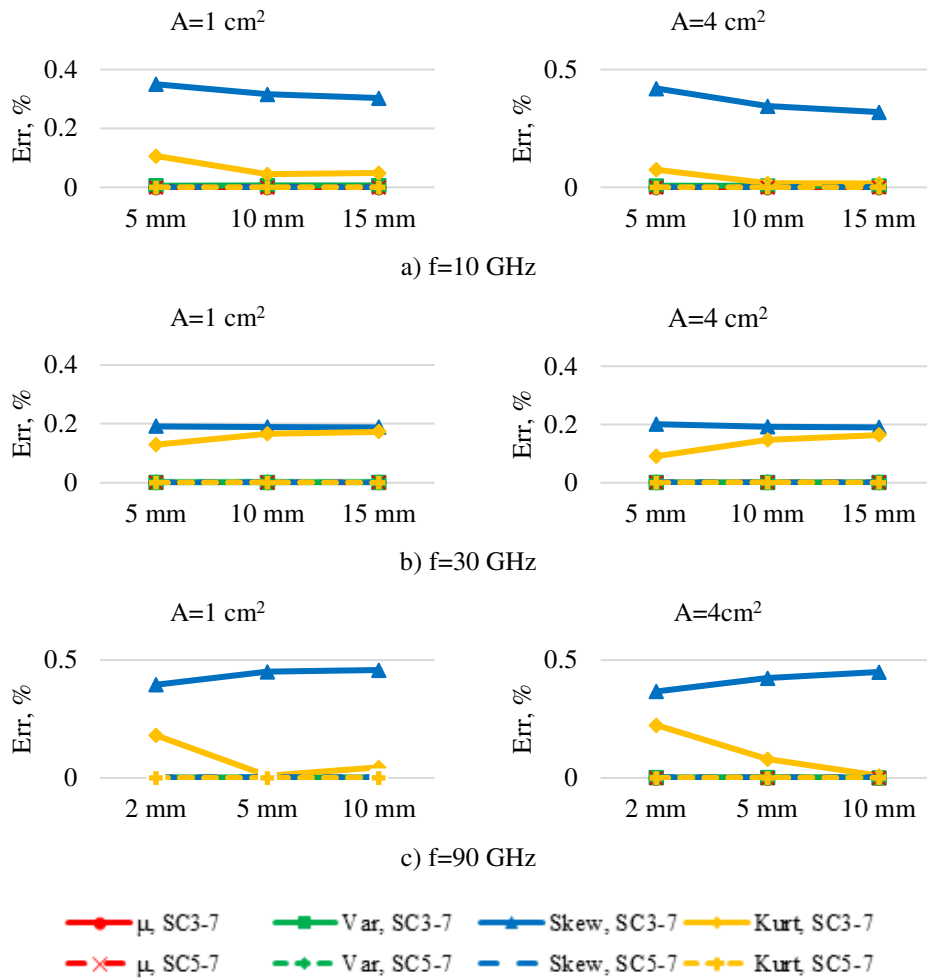 A=1 cm²
A=4 cm²
Err, %
0.4
0.2
0
5 mm 10 mm 15 mm
Err, %
0.5
0
5 mm 10 mm 15 mm
a) f=10 GHz
A=1 cm²
A=4 cm²
Err, %
0.4
0.2
0
5 mm 10 mm 15 mm
Err, %
0.4
0.2
0
5 mm 10 mm 15 mm
b) f=30 GHz
A=1 cm²
A=4cm²
Err, %
0.5
0
2 mm 5 mm 10 mm
Err, %
0.5
0
2 mm 5 mm 10 mm
c) f=90 GHz
μ, SC3-7 Var, SC3-7 Skew, SC3-7 Kurt, SC3-7
μ, SC5-7 Var, SC5-7 Skew, SC5-7 Kurt, SC5-7